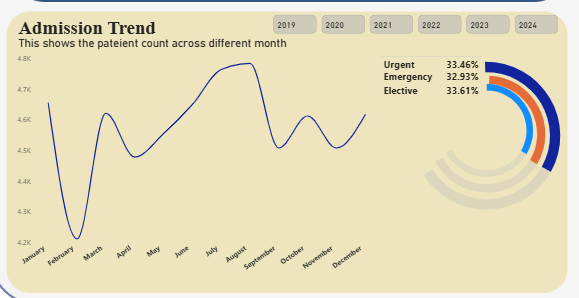 Admission Trend
2019 2020 2021 2022 2023 2024
This shows the pateient count across different month
Urgent 33.46%
Emergency 32.93%
Elective 33.61%
4.8K
4.7K
4.6K
4.5K
4.4K
4.3K
4.2K
January February March April May June July August September October November December